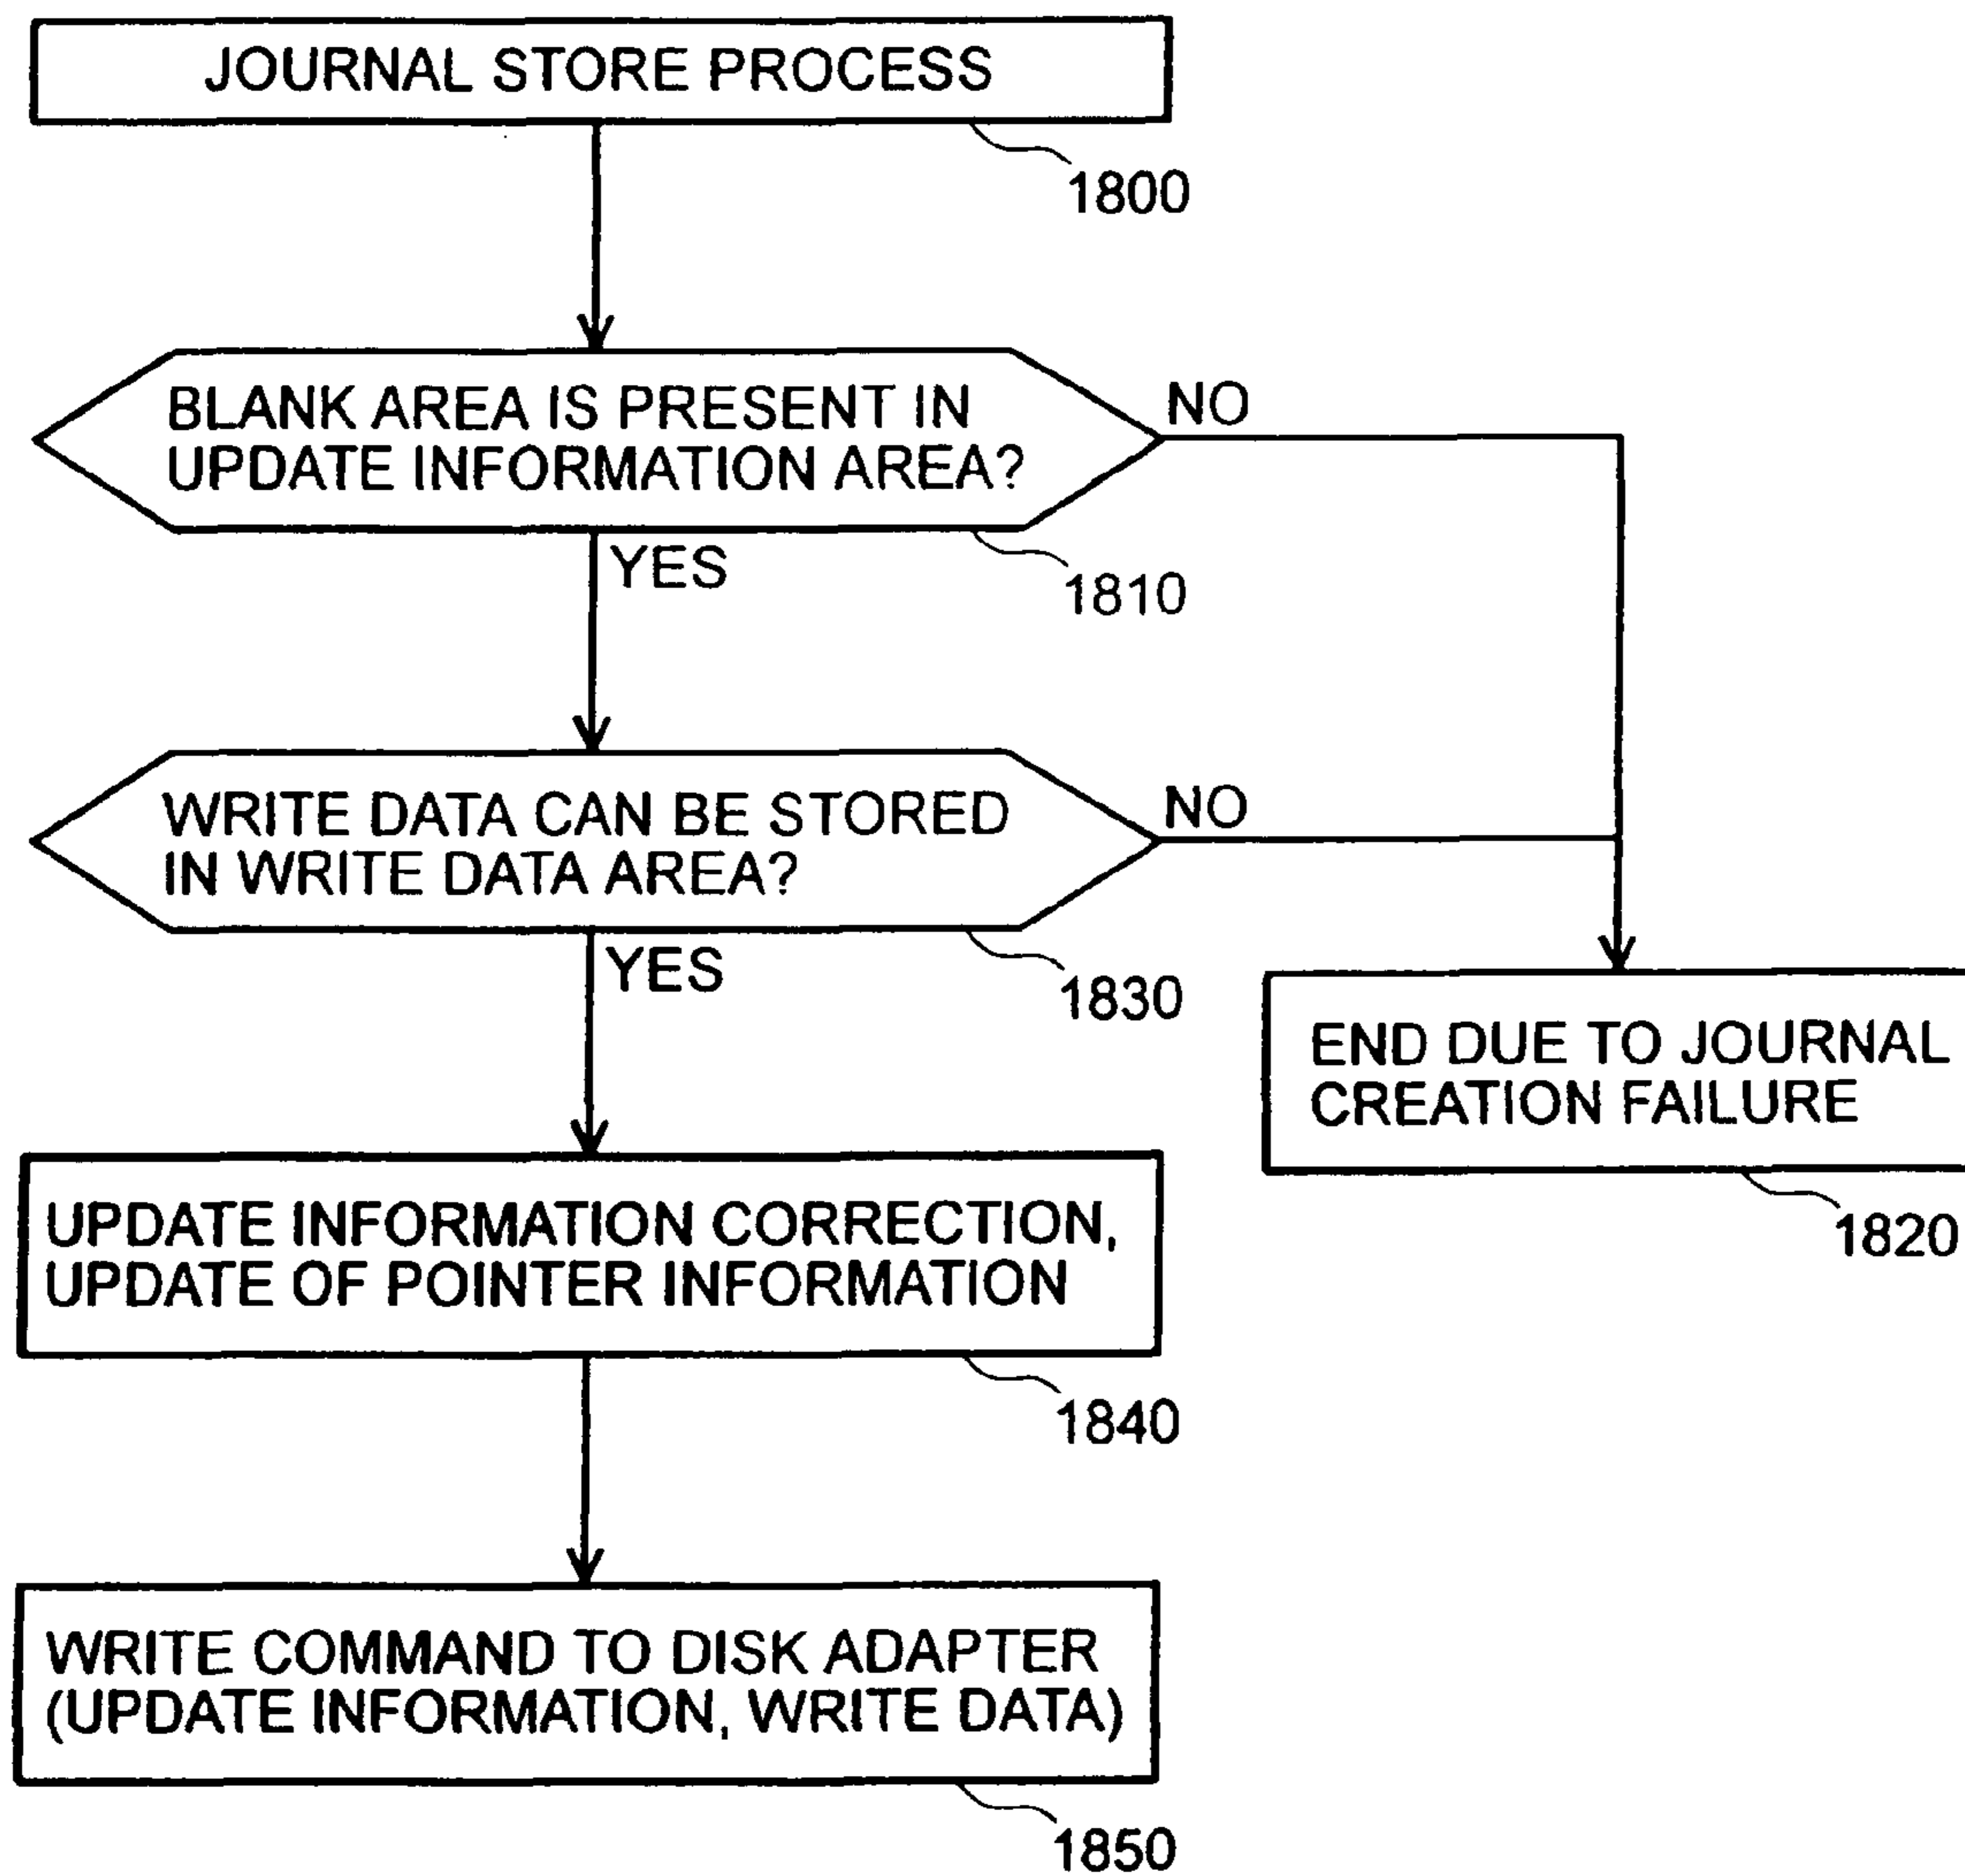 JOURNAL STORE PROCESS
1800
BLANK AREA IS PRESENT IN
UPDATE INFORMATION AREA?
NO
YES
1810
WRITE DATA CAN BE STORED
IN WRITE DATA AREA?
NO
YES
1830
END DUE TO JOURNAL
CREATION FAILURE
1820
UPDATE INFORMATION CORRECTION,
UPDATE OF POINTER INFORMATION
1840
WRITE COMMAND TO DISK ADAPTER
(UPDATE INFORMATION, WRITE DATA)
1850